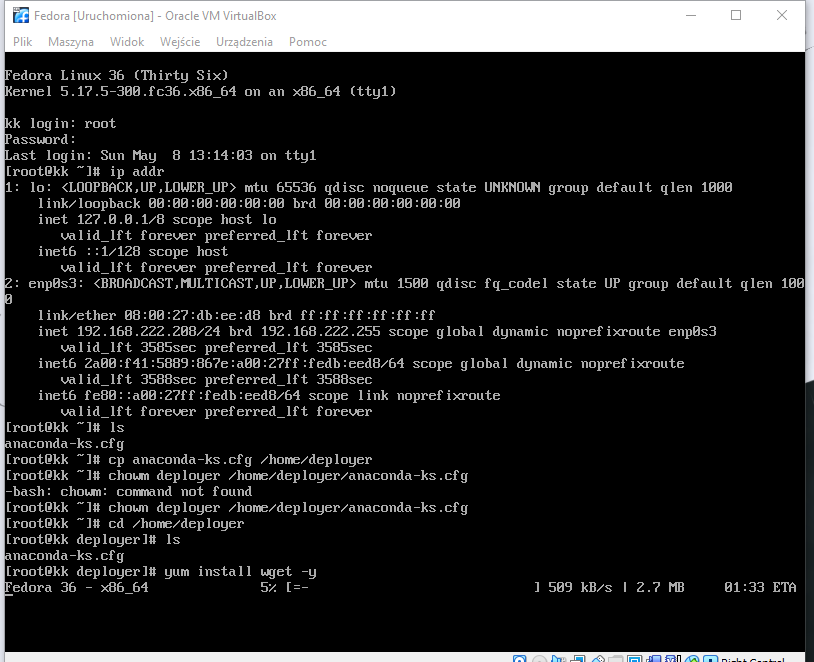 Fedora [Uruchomiona] - Oracle VM VirtualBox
Plik Maszyna Widok Wejście Urządzenia Pomoc
Fedora Linux 36 (Thirty Six)
Kernel 5.17.5-300.fc36.x86_64 on an x86_64 (tty1)
kk login: root
Password:
Last login: Sun May  8 13:14:03 on tty1
[root@kk ~]# ip addr
1: lo: <LOOPBACK,UP,LOWER_UP> mtu 65536 qdisc noqueue state UNKNOWN group default qlen 1000
    link/loopback 00:00:00:00:00:00 brd 00:00:00:00:00:00
    inet 127.0.0.1/8 scope host lo
       valid_lft forever preferred_lft forever
    inet6 ::1/128 scope host
       valid_lft forever preferred_lft forever
2: enp0s3: <BROADCAST,MULTICAST,UP,LOWER_UP> mtu 1500 qdisc fq_codel state UP group default qlen 100
0
    link/ether 08:00:27:db:ee:d8 brd ff:ff:ff:ff:ff:ff
    inet 192.168.222.208/24 brd 192.168.222.255 scope global dynamic noprefixroute enp0s3
       valid_lft 3585sec preferred_lft 3585sec
    inet6 2a00:f41:5889:867e:a00:27ff:fedb:eed8/64 scope global dynamic noprefixroute
       valid_lft 3588sec preferred_lft 3588sec
    inet6 fe80::a00:27ff:fedb:eed8/64 scope link noprefixroute
       valid_lft forever preferred_lft forever
[root@kk ~]# ls
anaconda-ks.cfg
[root@kk ~]# cp anaconda-ks.cfg /home/deployer
[root@kk ~]# chowm deployer /home/deployer/anaconda-ks.cfg
-bash: chowm: command not found
[root@kk ~]# chown deployer /home/deployer/anaconda-ks.cfg
[root@kk ~]# cd /home/deployer
[root@kk deployer]# ls
anaconda-ks.cfg
[root@kk deployer]# yum install wget -y
Fedora 36 - x86_64              5% [=-                         ] 509 kB/s | 2.7 MB     01:33 ETA
Right Control